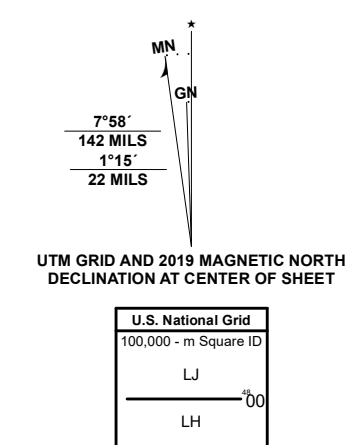 ★
MN
GN
7°58´
142 MILS
1°15´
22 MILS
UTM GRID AND 2019 MAGNETIC NORTH
DECLINATION AT CENTER OF SHEET
U.S. National Grid
100,000 - m Square ID
LJ
4800
LH